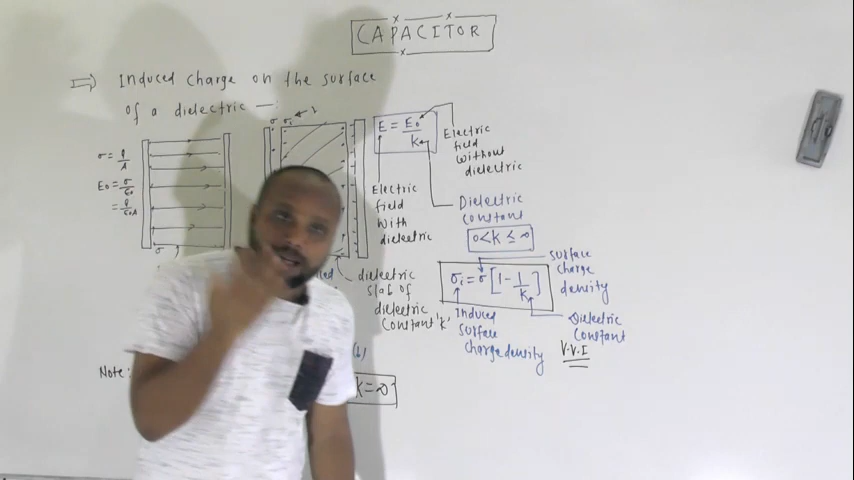 CAPACITOR
⇒ Induced charge on the surface
of a dielectric —:
σ = q/A
E₀ = σ/ε₀
= q/ε₀A
σ
σ σᵢ
E = E₀/K
Electric
field
without
dielectric
Electric
field
with
dielectric
Dielectric
constant
0<K≤∞
dielectric
slab of
dielectric
constant 'K'
σᵢ = σ[1-1/K]
surface
charge
density
Induced
surface
charge density
Dielectric
constant
V.V.I
(b)
Note:
K=∞